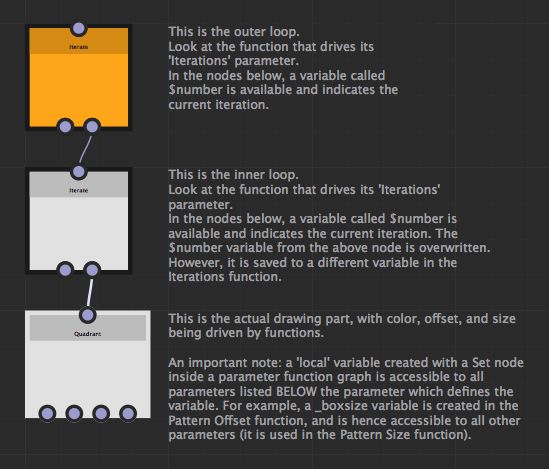 Iterate
This is the outer loop.
Look at the function that drives its
'Iterations' parameter.
In the nodes below, a variable called
$number is available and indicates the
current iteration.
Iterate
This is the inner loop.
Look at the function that drives its 'Iterations'
parameter.
In the nodes below, a variable called $number is
available and indicates the current iteration. The
$number variable from the above node is overwritten.
However, it is saved to a different variable in the
Iterations function.
Quadrant
This is the actual drawing part, with color, offset, and size
being driven by functions.
An important note: a 'local' variable created with a Set node
inside a parameter function graph is accessible to all
parameters listed BELOW the parameter which defines the
variable. For example, a _boxsize variable is created in the
Pattern Offset function, and is hence accessible to all other
parameters (it is used in the Pattern Size function).